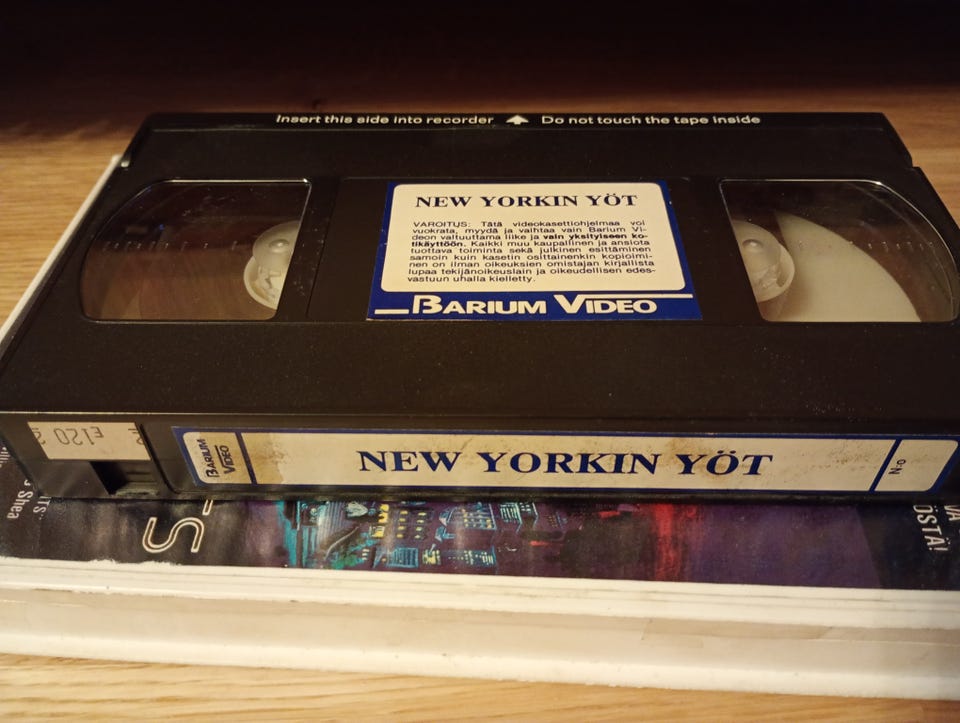 Insert this side into recorder Do not touch the tape inside
NEW YORKIN YÖT
VAROITUS: Tätä videokasettiohjelmaa voi
vuokrata, myydä ja vaihtaa vain Barium Vi-
deon valtuuttama liike ja vain yksityiseen ko-
tikäyttöön. Kaikki muu kaupallinen ja ansiota
tuottava toiminta sekä julkinen esittäminen
samoin kuin kasetin osittainenkin kopioimi-
nen on ilman oikeuksien omistajan kirjallista
lupaa tekijänoikeuslain ja oikeudellisen edes-
vastuun uhalla kielletty.
BARIUM VIDEO
E120
BARIUM
VIDEO
NEW YORKIN YÖT
N-o
Shea
S
ÖSTÄ!